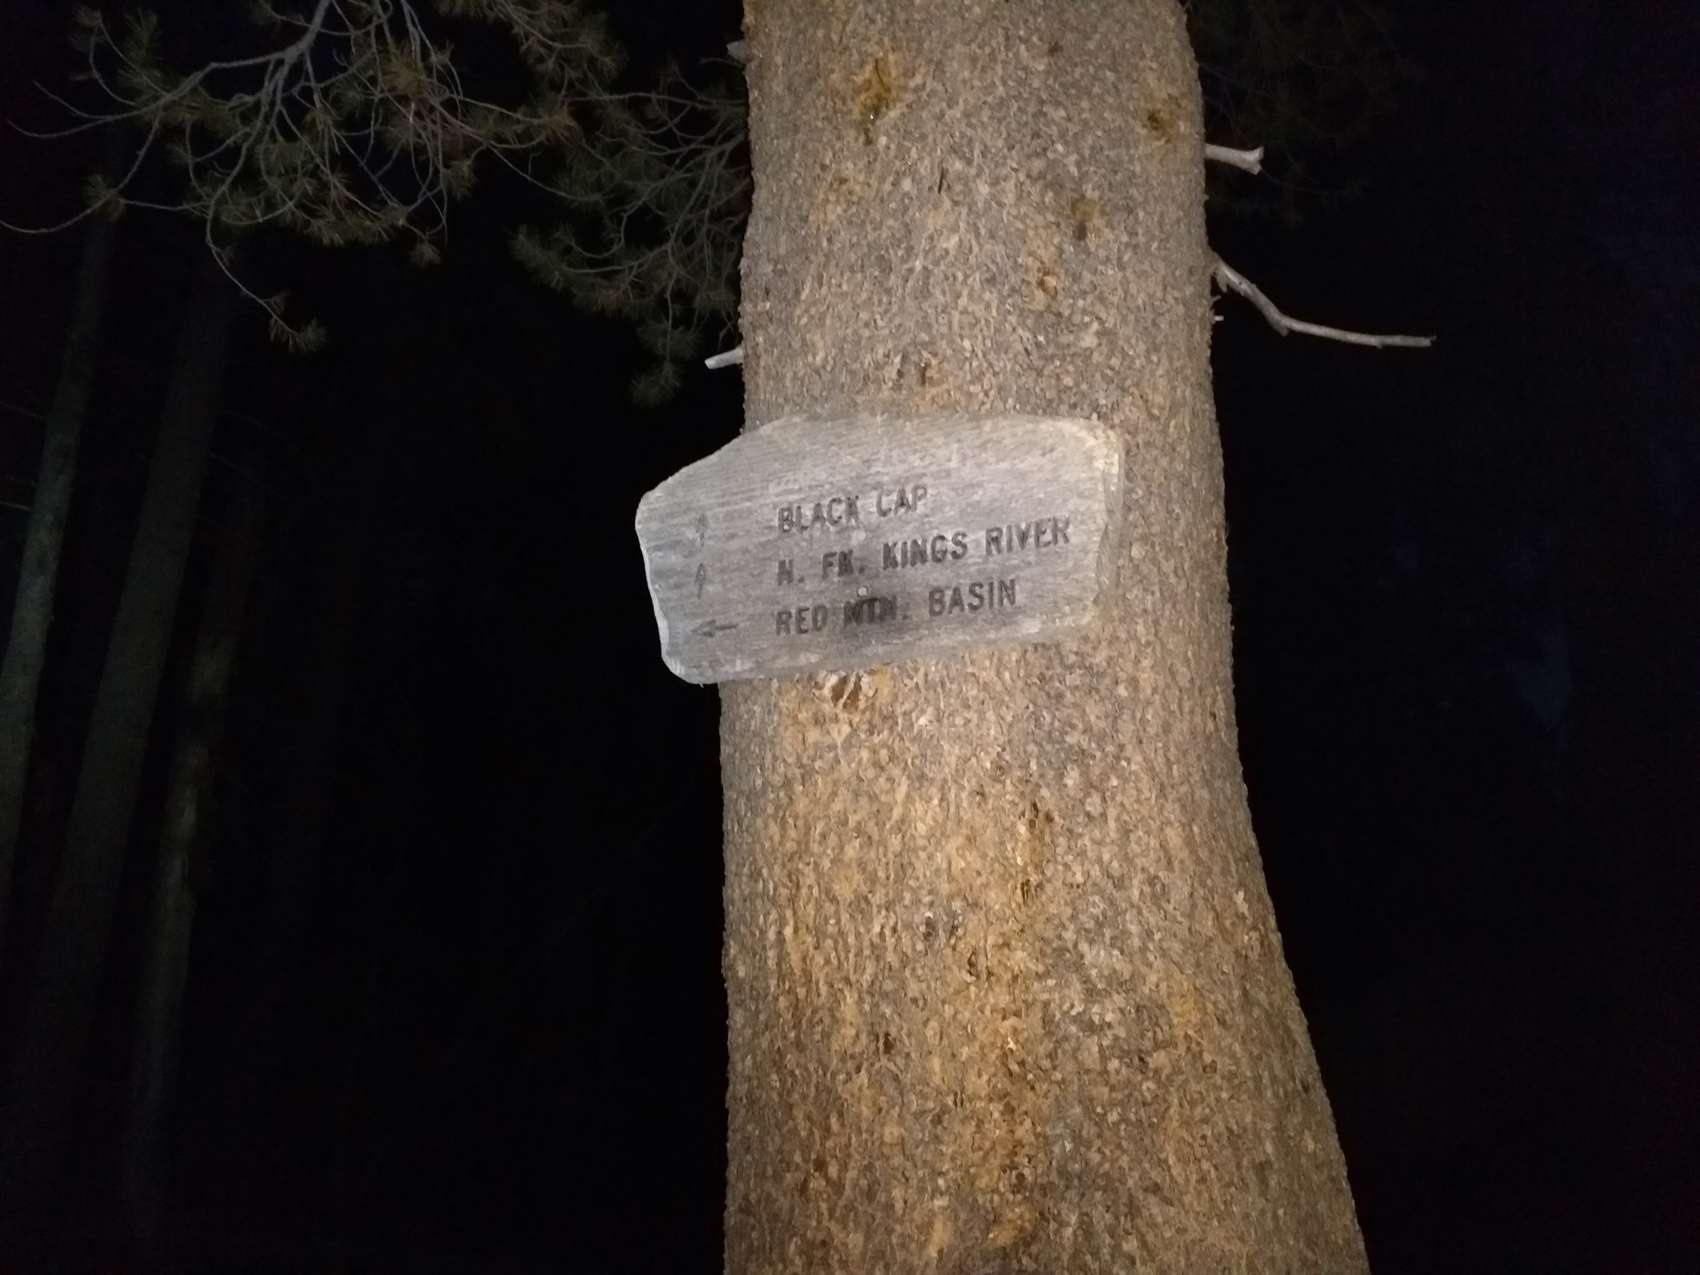 ↑ BLACK CAP
↑ N. FK. KINGS RIVER
← RED MTN. BASIN